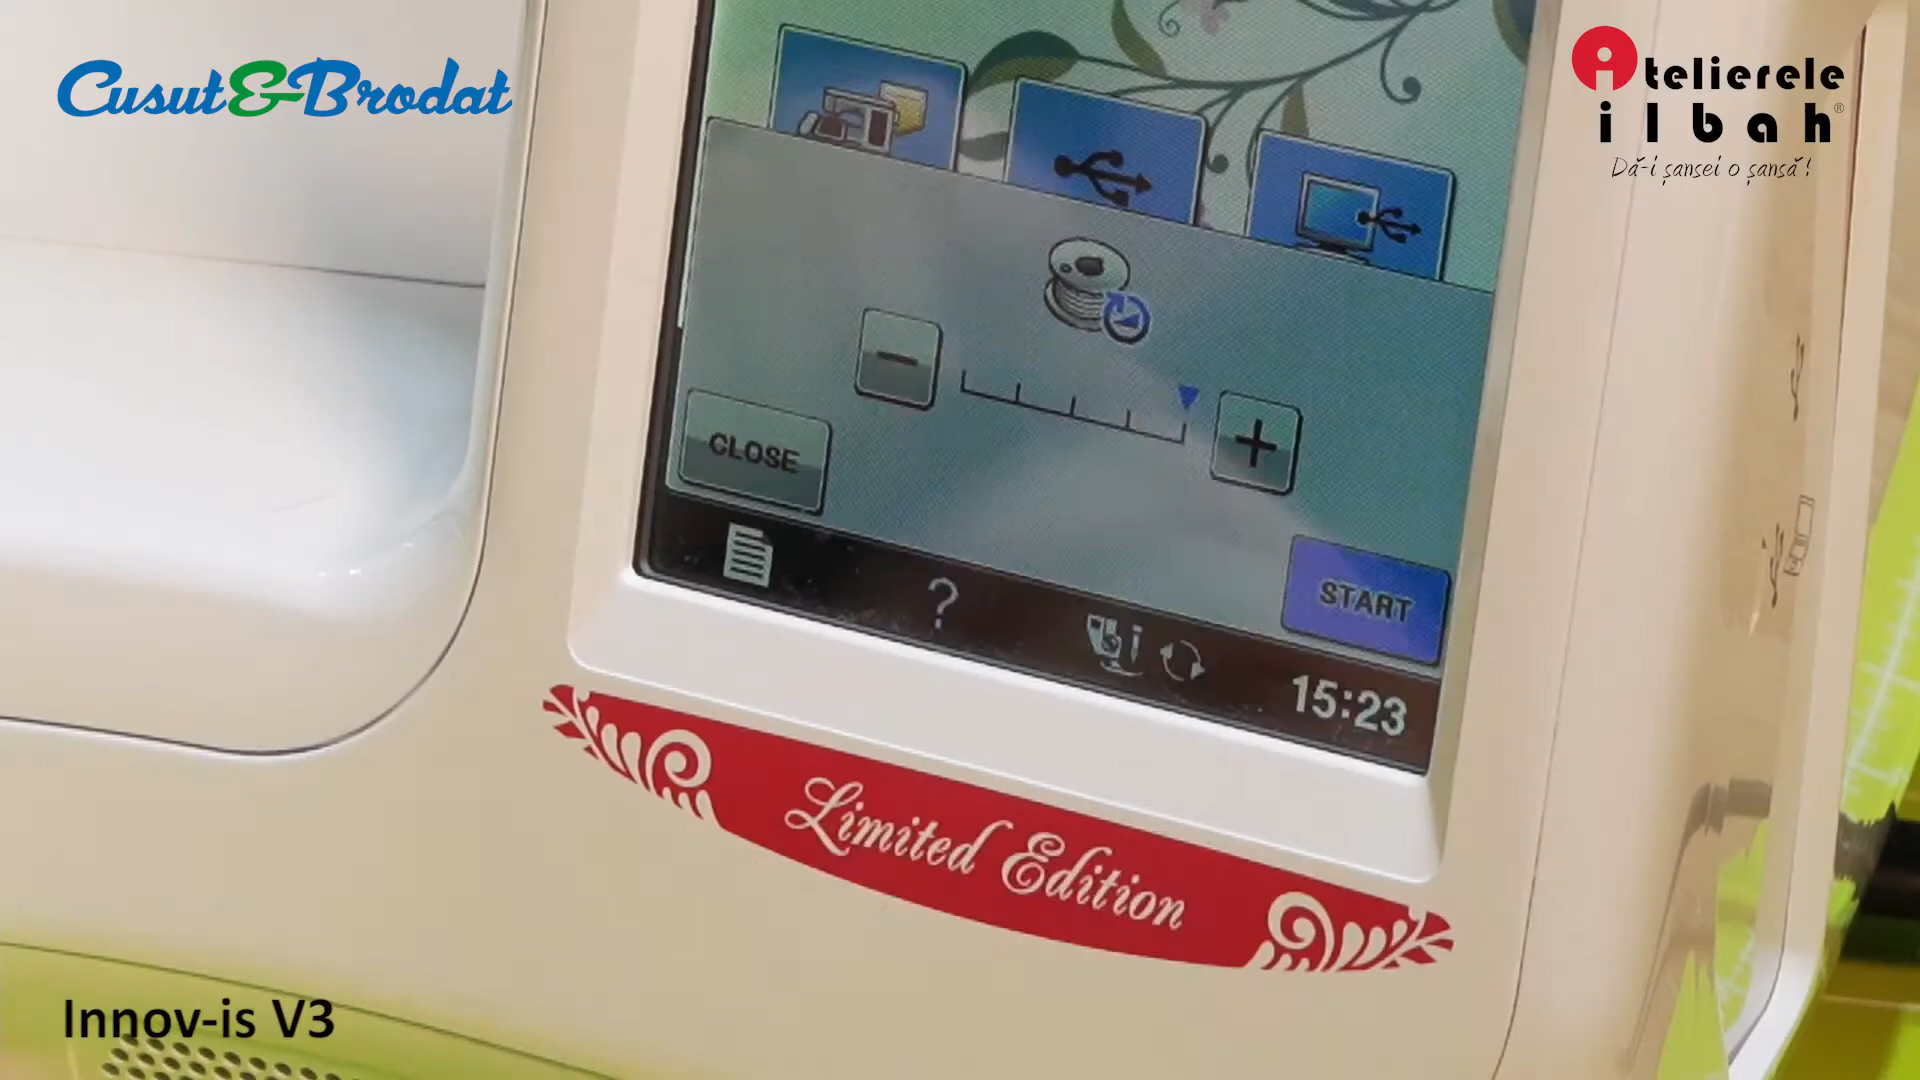 Cusut&Brodat
Atelierele
ilbah®
Dă-i șansei o șansă!
CLOSE
START
?
15:23
Limited Edition
Innov-is V3